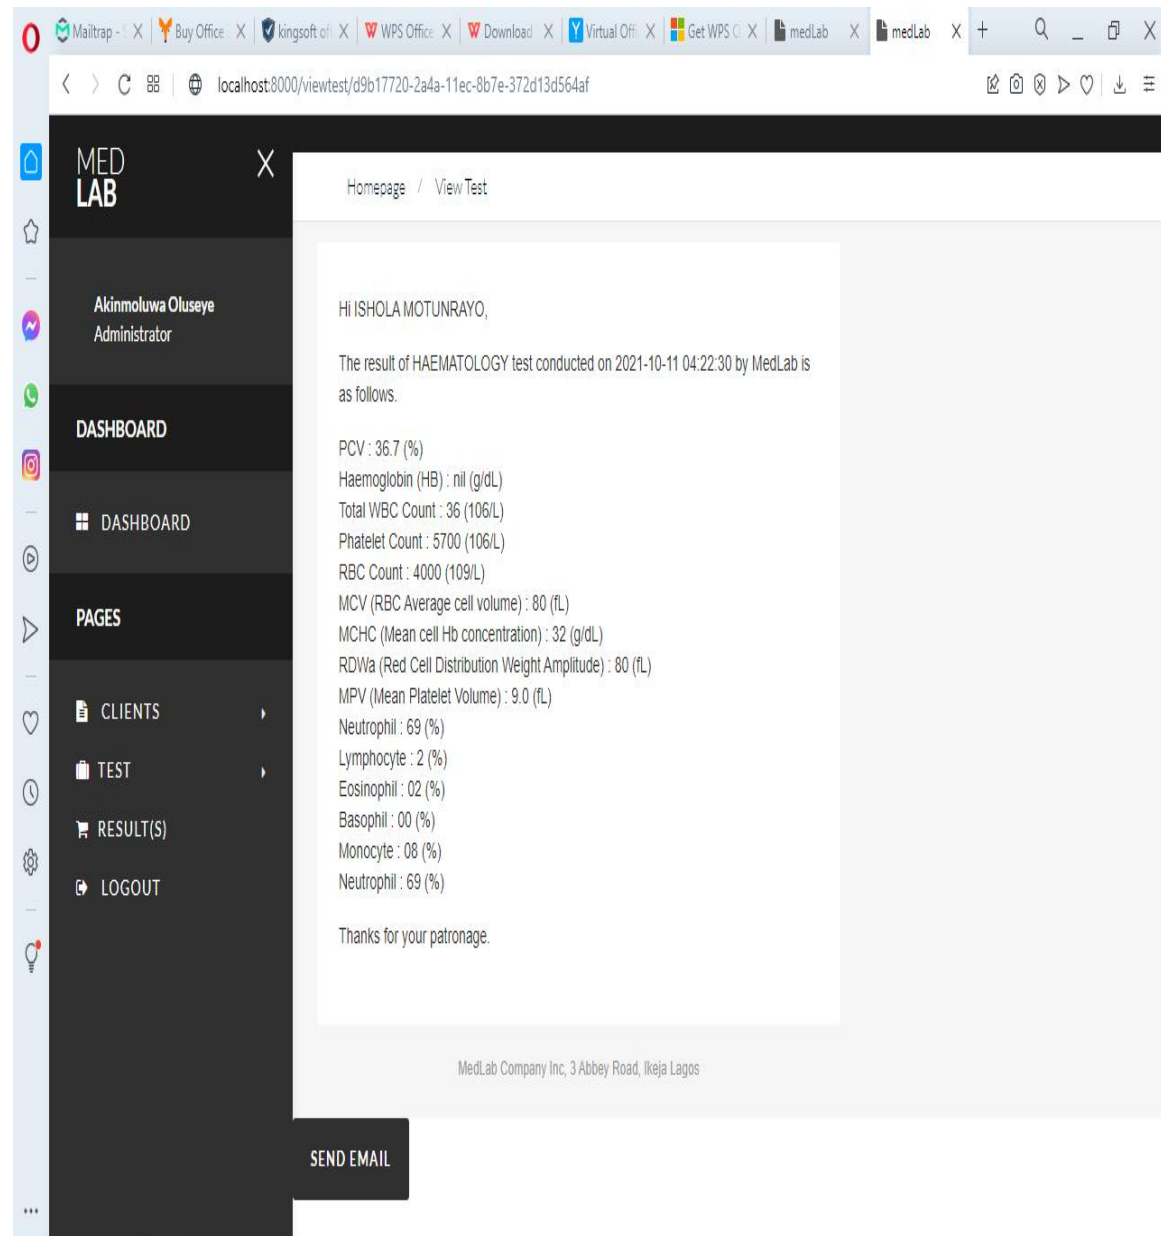 Mailtrap -
Buy Office
kingsoft of
WPS Office
Download
Virtual Offi
Get WPS O
medLab
medLab
localhost:8000/viewtest/d9b17720-2a4a-11ec-8b7e-372d13d564af
MED
LAB
Homepage / View Test
Akinmoluwa Oluseye
Administrator
DASHBOARD
DASHBOARD
PAGES
CLIENTS
TEST
RESULT(S)
LOGOUT
Hi ISHOLA MOTUNRAYO,
The result of HAEMATOLOGY test conducted on 2021-10-11 04:22:30 by MedLab is
as follows.
PCV : 36.7 (%)
Haemoglobin (HB) : nil (g/dL)
Total WBC Count : 36 (106/L)
Phatelet Count : 5700 (106/L)
RBC Count : 4000 (109/L)
MCV (RBC Average cell volume) : 80 (fL)
MCHC (Mean cell Hb concentration) : 32 (g/dL)
RDWa (Red Cell Distribution Weight Amplitude) : 80 (fL)
MPV (Mean Platelet Volume) : 9.0 (fL)
Neutrophil : 69 (%)
Lymphocyte : 2 (%)
Eosinophil : 02 (%)
Basophil : 00 (%)
Monocyte : 08 (%)
Neutrophil : 69 (%)
Thanks for your patronage.
MedLab Company Inc, 3 Abbey Road, Ikeja Lagos
SEND EMAIL